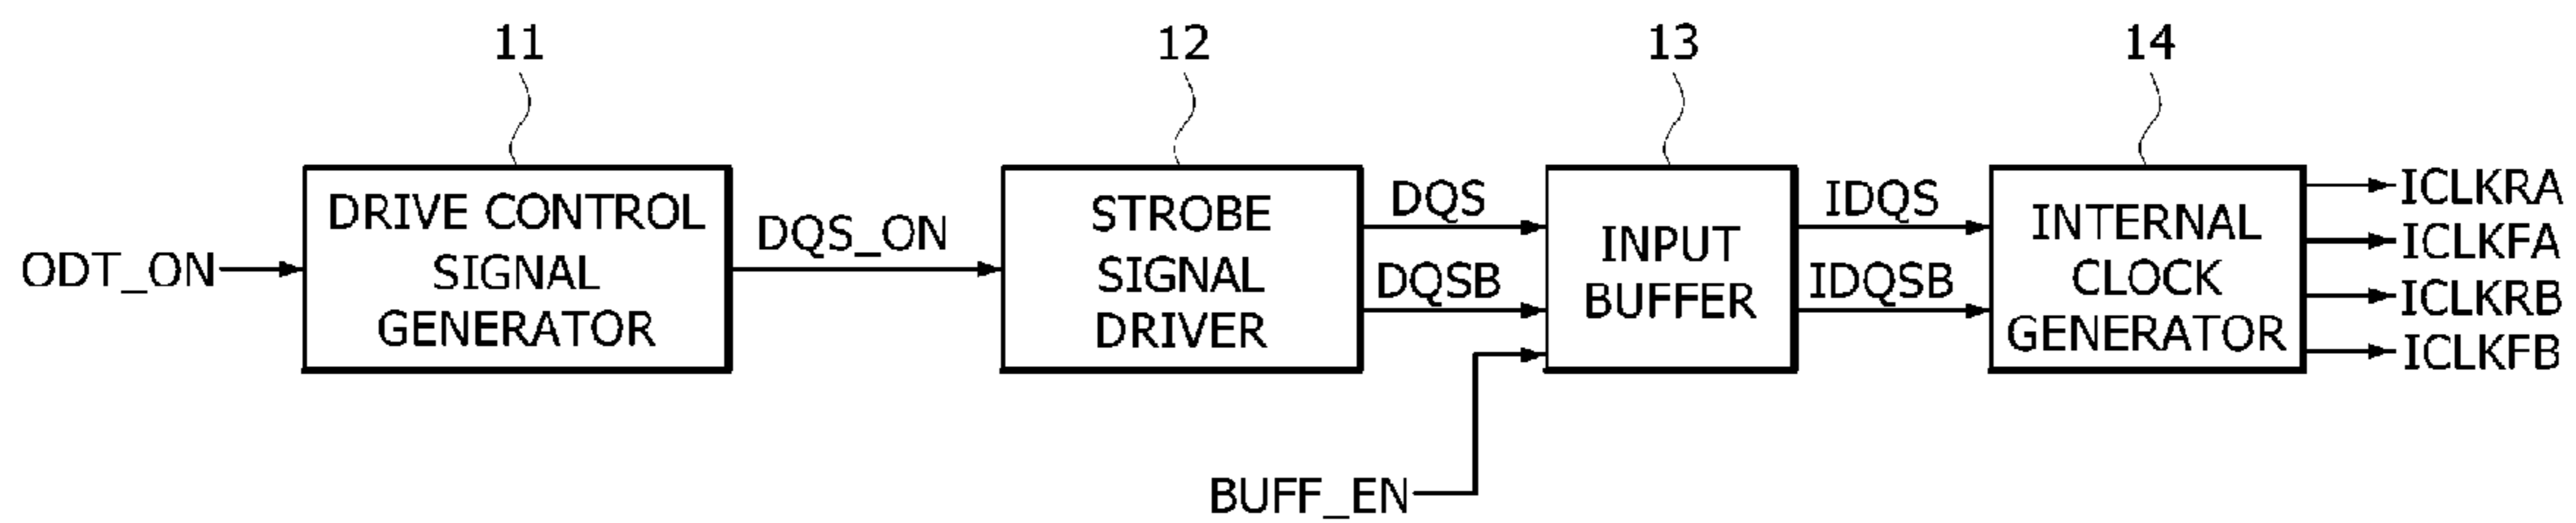 11
12
13
14
ODT_ON
DRIVE CONTROL
SIGNAL
GENERATOR
DQS_ON
STROBE
SIGNAL
DRIVER
DQS
DQSB
BUFF_EN
INPUT
BUFFER
IDQS
IDQSB
INTERNAL
CLOCK
GENERATOR
ICLKRA
ICLKFA
ICLKRB
ICLKFB